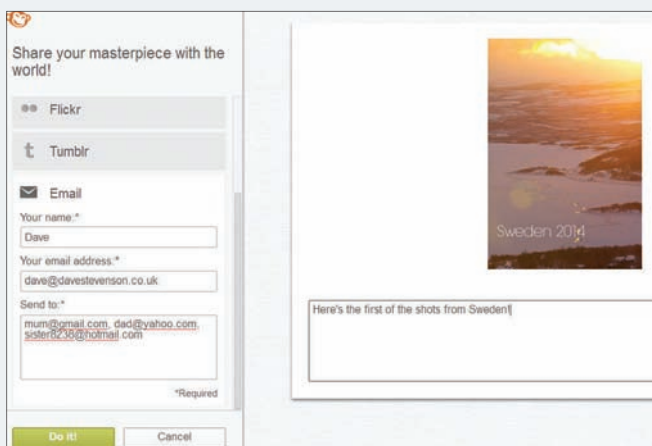 Share your masterpiece with the
world!
Flickr
Tumblr
Email
Your name:*
Dave
Your email address:*
dave@davestevenson.co.uk
Send to:*
mum@gmail.com, dad@yahoo.com,
sister8236@hotmail.com
*Required
Do it!
Cancel
Sweden 2014
Here's the first of the shots from Sweden!